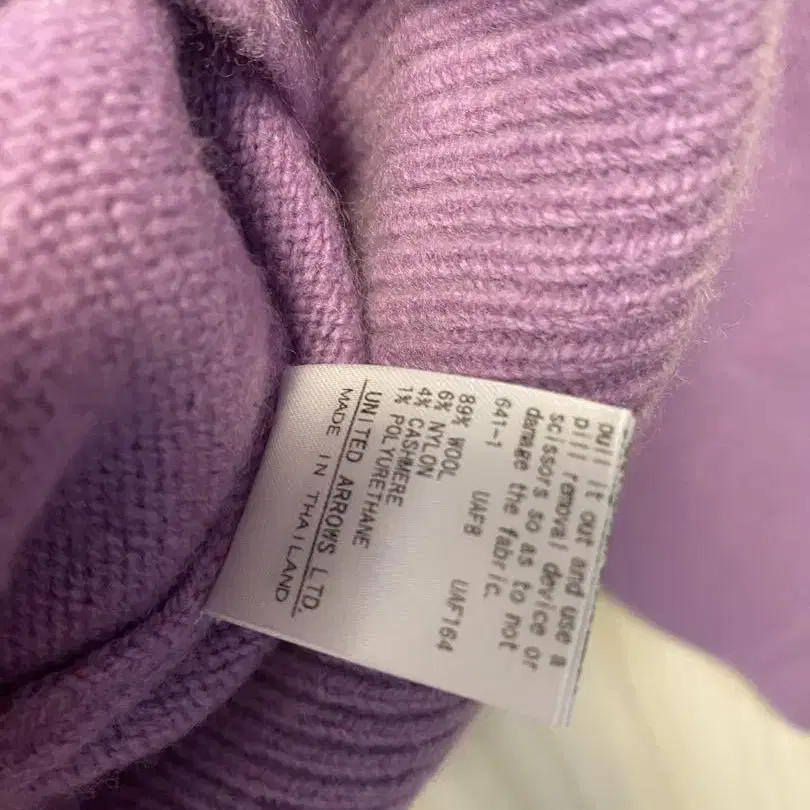 pull it out and use a
pill removal device or
scissors so as to not
damage the fabric.
641-1 UAF8 UAF164
89% WOOL
6% NYLON
4% CASHMERE
1% POLYURETHANE
UNITED ARROWS LTD.
MADE IN THAILAND